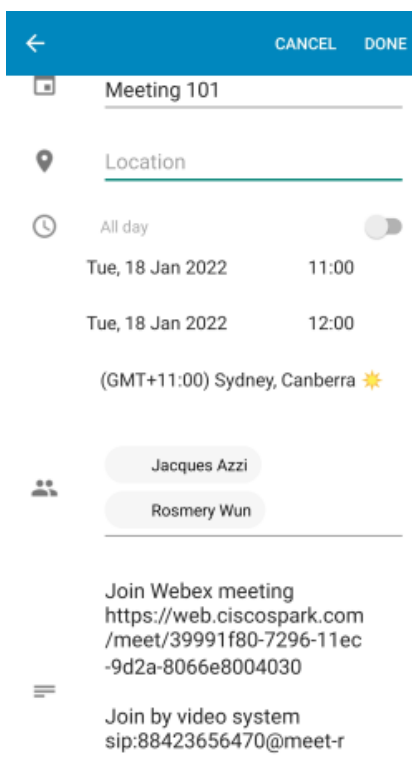 CANCEL DONE
Meeting 101
Location
All day
Tue, 18 Jan 2022 11:00
Tue, 18 Jan 2022 12:00
(GMT+11:00) Sydney, Canberra ☀️
Jacques Azzi
Rosmery Wun
Join Webex meeting
https://web.ciscospark.com
/meet/39991f80-7296-11ec
-9d2a-8066e8004030
Join by video system
sip:88423656470@meet-r